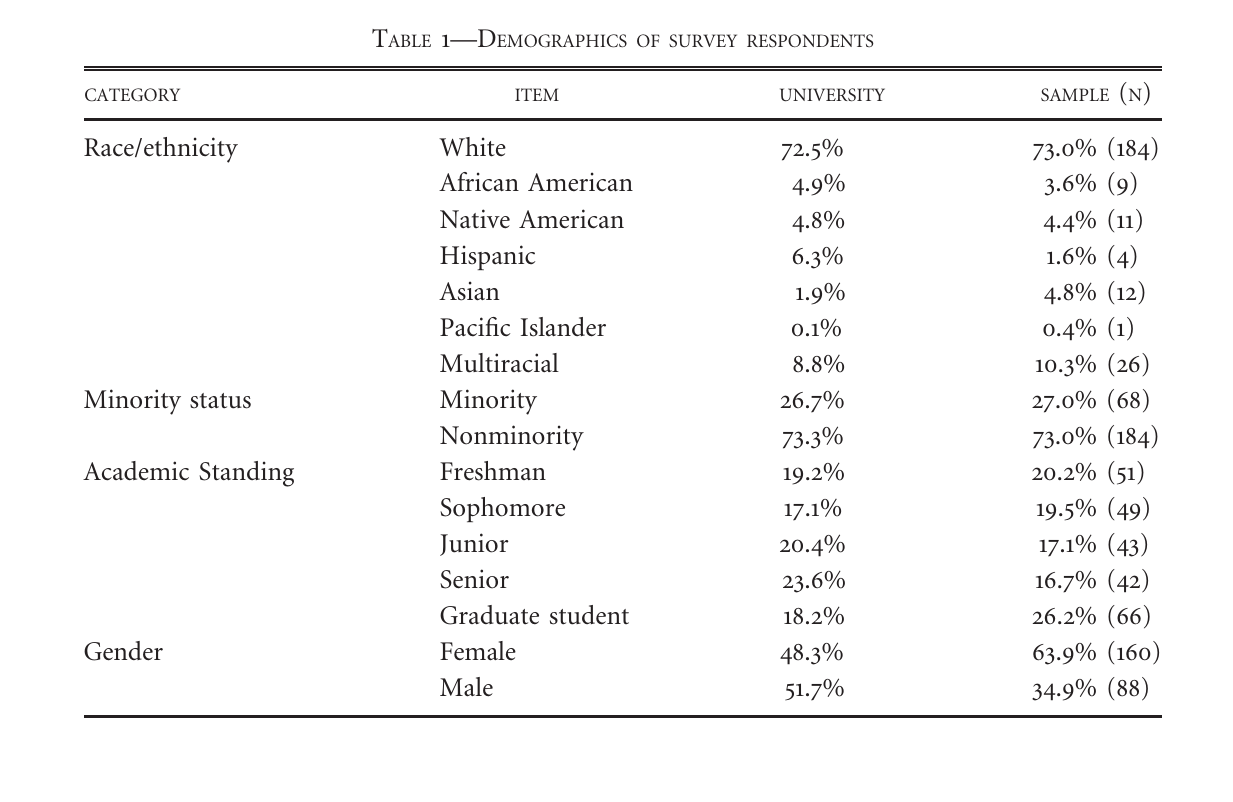 Table 1—Demographics of survey respondents
category item university sample (n)
Race/ethnicity White 72.5% 73.0% (184)
African American 4.9% 3.6% (9)
Native American 4.8% 4.4% (11)
Hispanic 6.3% 1.6% (4)
Asian 1.9% 4.8% (12)
Pacific Islander 0.1% 0.4% (1)
Multiracial 8.8% 10.3% (26)
Minority status Minority 26.7% 27.0% (68)
Nonminority 73.3% 73.0% (184)
Academic Standing Freshman 19.2% 20.2% (51)
Sophomore 17.1% 19.5% (49)
Junior 20.4% 17.1% (43)
Senior 23.6% 16.7% (42)
Graduate student 18.2% 26.2% (66)
Gender Female 48.3% 63.9% (160)
Male 51.7% 34.9% (88)